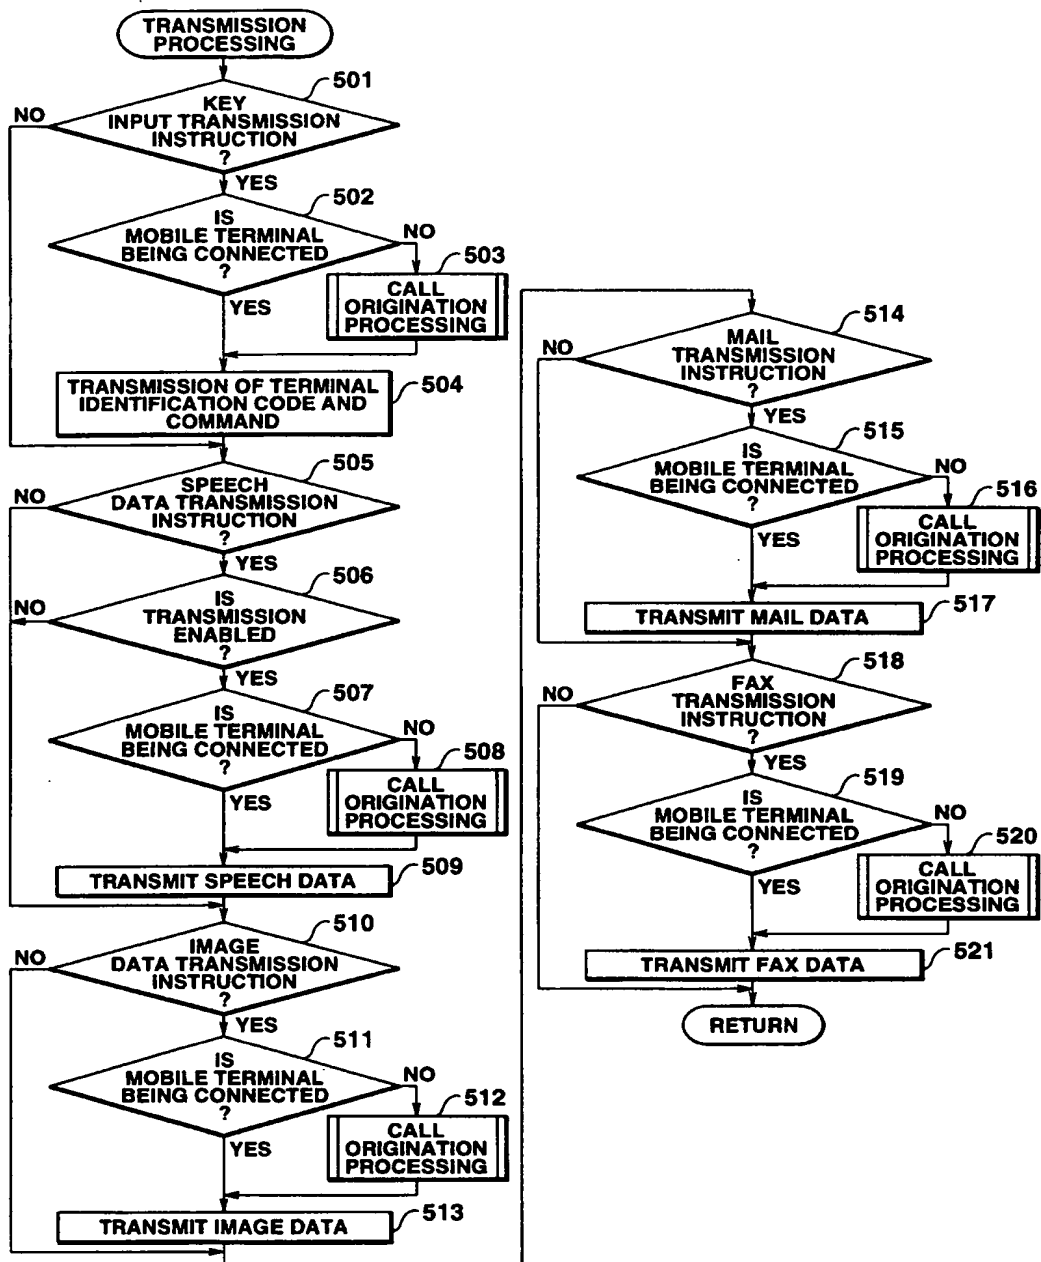 TRANSMISSION
PROCESSING
501
NO
KEY
INPUT TRANSMISSION
INSTRUCTION
?
YES
502
IS
MOBILE TERMINAL
BEING CONNECTED
?
NO
503
YES
CALL
ORIGINATION
PROCESSING
504
TRANSMISSION OF TERMINAL
IDENTIFICATION CODE AND
COMMAND
505
NO
SPEECH
DATA TRANSMISSION
INSTRUCTION
?
YES
506
NO
IS
TRANSMISSION
ENABLED
?
YES
507
IS
MOBILE TERMINAL
BEING CONNECTED
?
NO
508
YES
CALL
ORIGINATION
PROCESSING
509
TRANSMIT SPEECH DATA
510
NO
IMAGE
DATA TRANSMISSION
INSTRUCTION
?
YES
511
IS
MOBILE TERMINAL
BEING CONNECTED
?
NO
512
YES
CALL
ORIGINATION
PROCESSING
513
TRANSMIT IMAGE DATA
514
NO
MAIL
TRANSMISSION
INSTRUCTION
?
YES
515
IS
MOBILE TERMINAL
BEING CONNECTED
?
NO
516
YES
CALL
ORIGINATION
PROCESSING
517
TRANSMIT MAIL DATA
518
NO
FAX
TRANSMISSION
INSTRUCTION
?
YES
519
IS
MOBILE TERMINAL
BEING CONNECTED
?
NO
520
YES
CALL
ORIGINATION
PROCESSING
521
TRANSMIT FAX DATA
RETURN